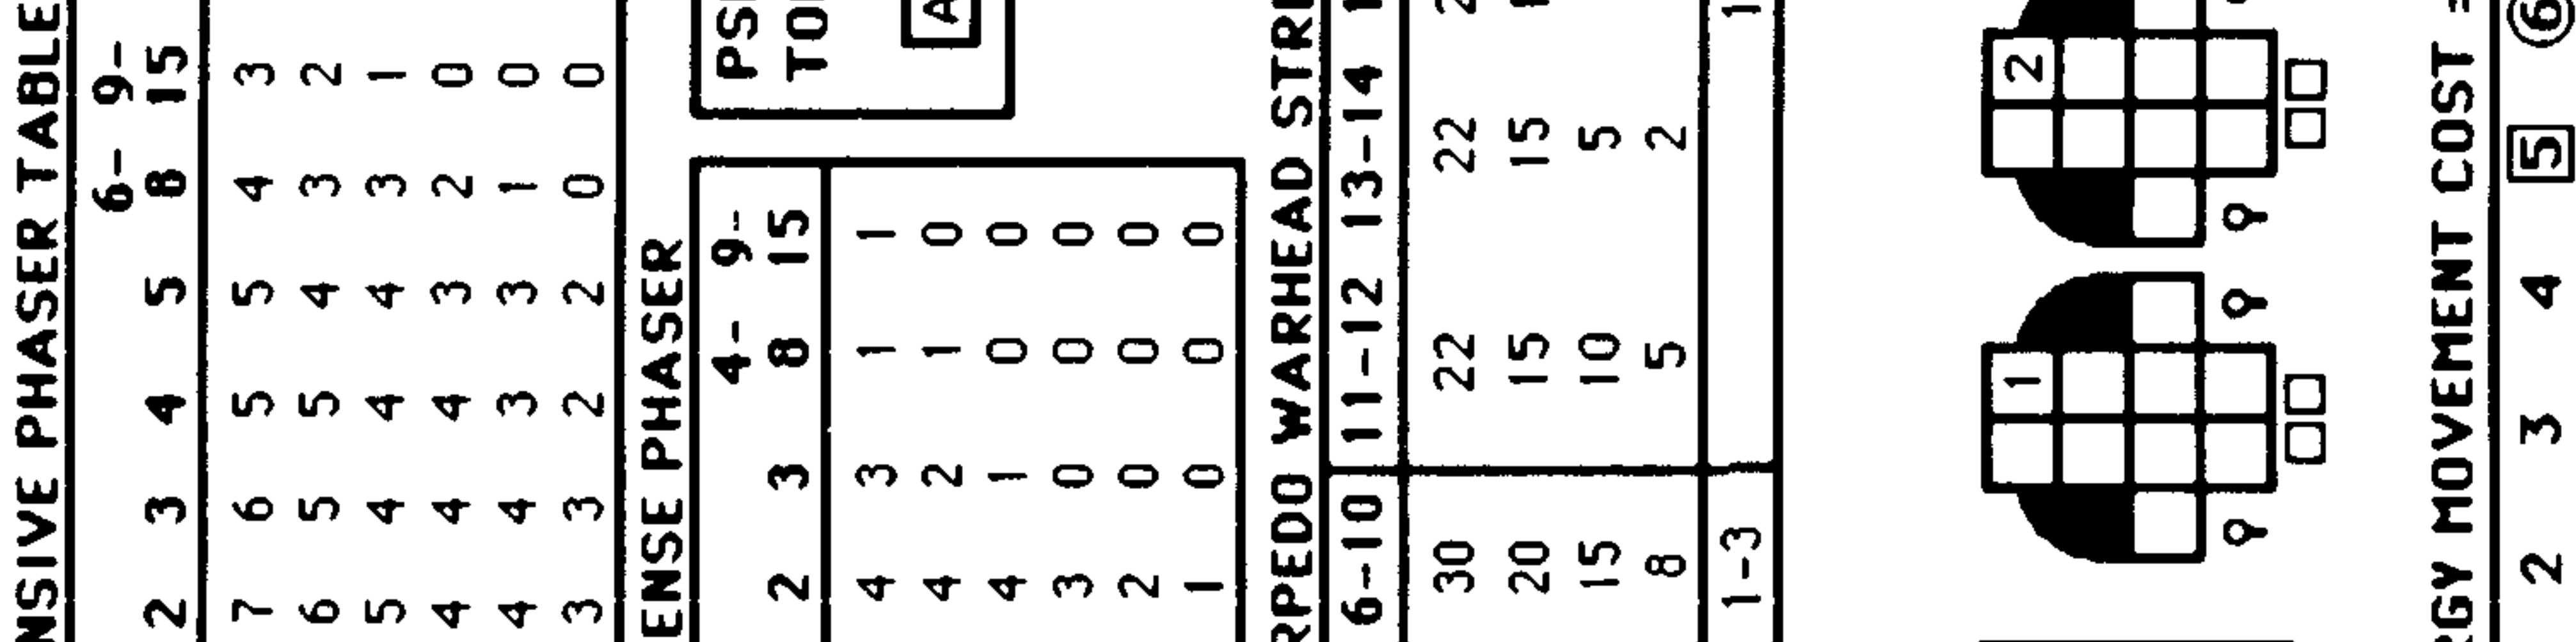 NSIVE PHASER TABLE
6- 9-
2 3 4 5 8 15
7 6 5 5 4 3
6 5 5 4 3 2
5 4 4 4 3 1
4 4 4 3 2 0
4 4 3 3 1 0
3 3 2 2 0 0
ENSE PHASER
4- 9-
2 3 8 15
4 3 1 1
4 2 1 0
4 1 0 0
3 0 0 0
2 0 0 0
1 0 0 0
PS
TO
A
RPEDO WARHEAD STR
6-10 11-12 13-14 1
30 22 22 2
20 15 15
15 10 5
8 5 2
1-3 1
1 2
RGY MOVEMENT COST =
2 3 4 5 6